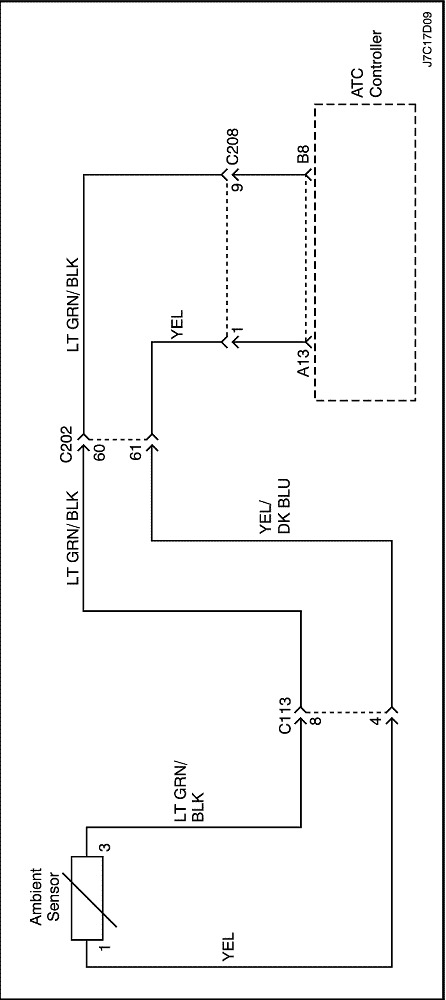 Ambient
Sensor
1
3
YEL
LT GRN/
BLK
C113
8
4
LT GRN/ BLK
YEL/
DK BLU
C202
60
61
LT GRN/ BLK
YEL
C208
9
1
B8
A13
ATC
Controller
J7C17D09